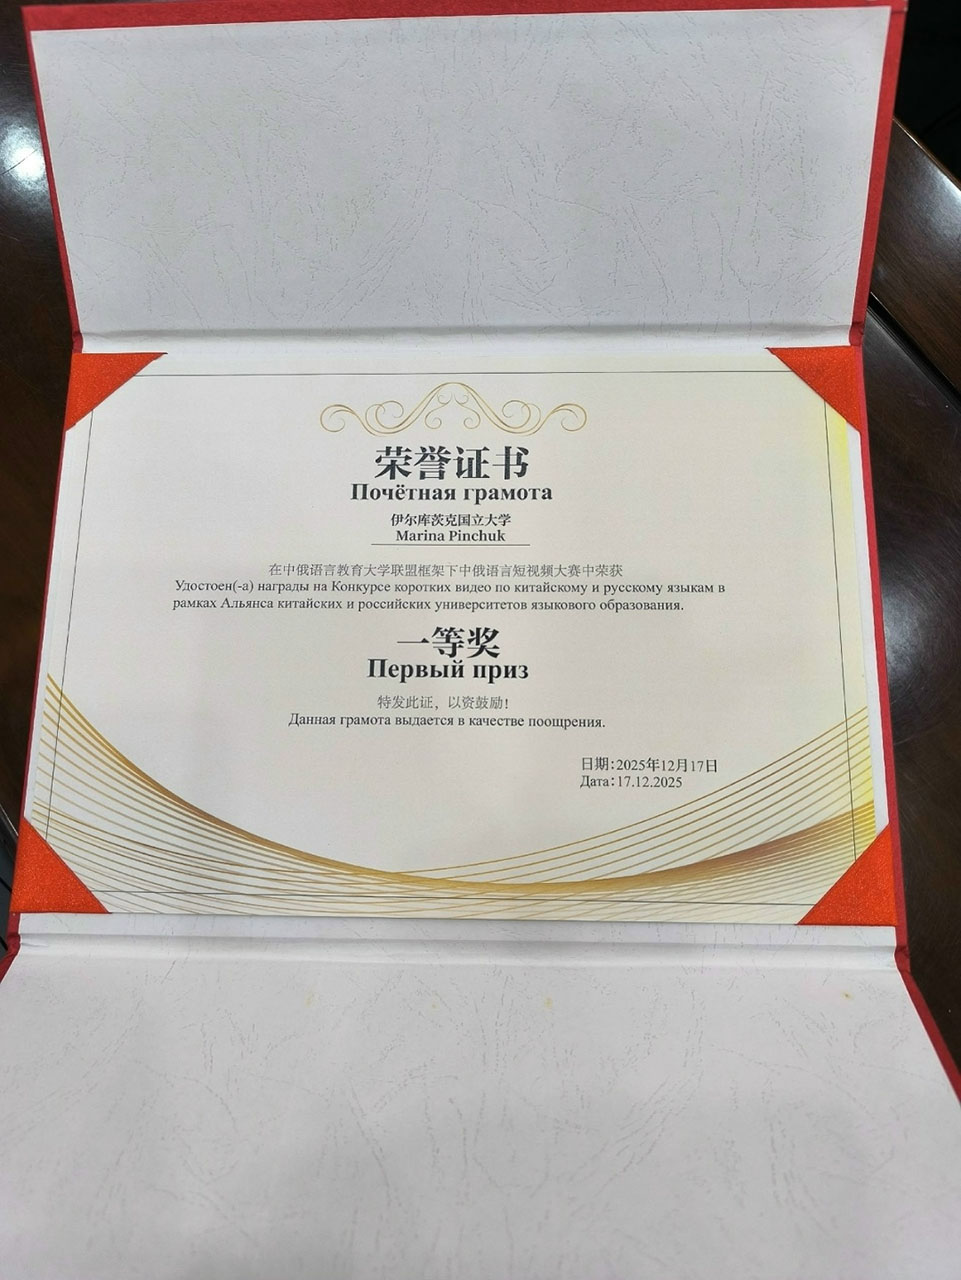 荣誉证书
Почётная грамота
伊尔库茨克国立大学
Marina Pinchuk
在中俄语言教育大学联盟框架下中俄语言短视频大赛中荣获
Удостоен(-а) награды на Конкурсе коротких видео по китайскому и русскому языкам в
рамках Альянса китайских и российских университетов языкового образования.
一等奖
Первый приз
特发此证，以资鼓励！
Данная грамота выдается в качестве поощрения.
日期：2025年12月17日
Дата：17.12.2025